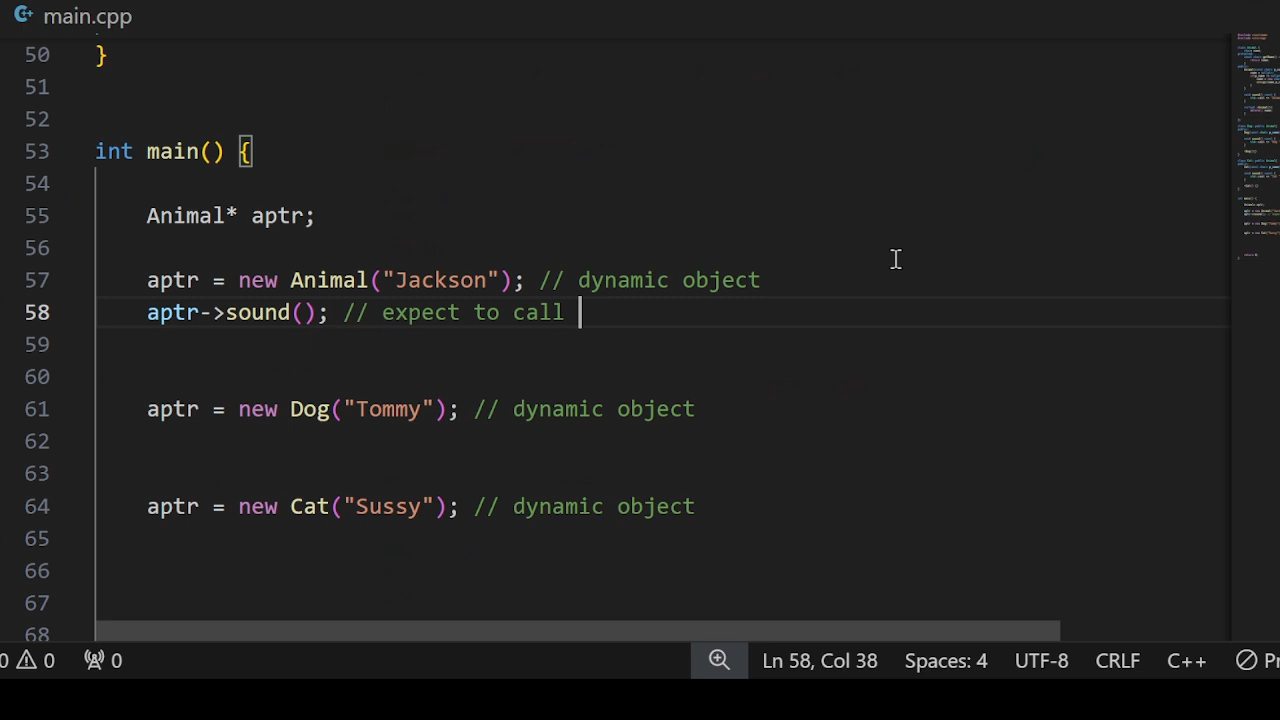 main.cpp
50 }
51
52
53 int main() {
54
55 Animal* aptr;
56
57 aptr = new Animal("Jackson"); // dynamic object
58 aptr->sound(); // expect to call
59
60
61 aptr = new Dog("Tommy"); // dynamic object
62
63
64 aptr = new Cat("Sussy"); // dynamic object
65
66
67
68
0 0 0 Ln 58, Col 38 Spaces: 4 UTF-8 CRLF C++ Pr